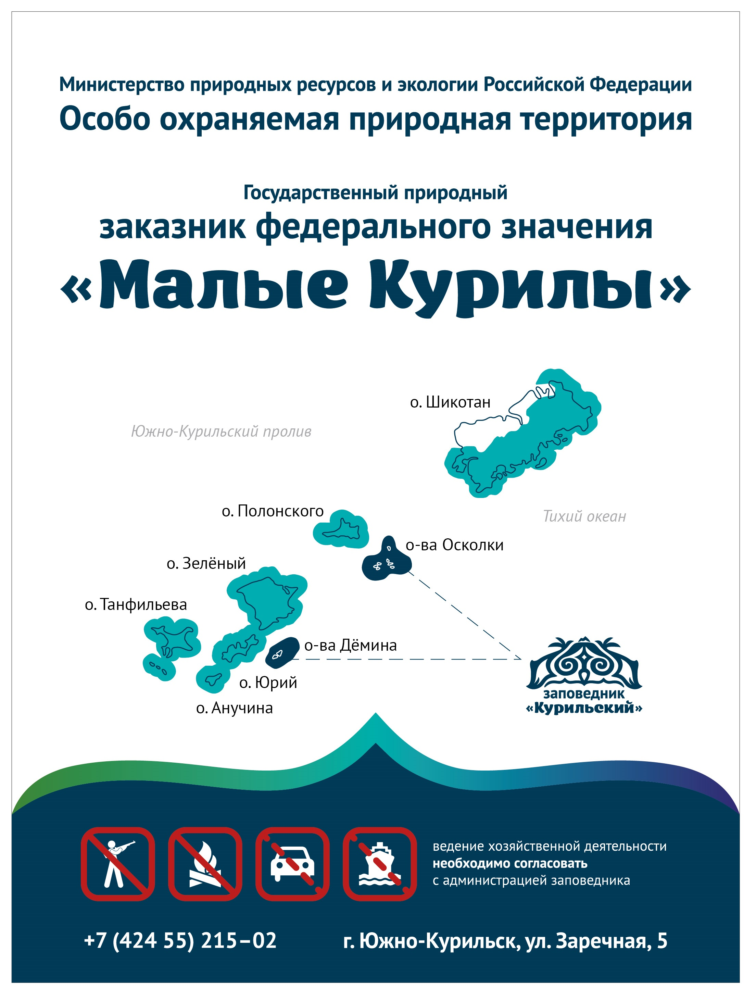 Министерство природных ресурсов и экологии Российской Федерации
Особо охраняемая природная территория
Государственный природный
заказник федерального значения
«Малые Курилы»
о. Шикотан
Южно-Курильский пролив
о. Полонского
Тихий океан
о-ва Осколки
о. Зелёный
о. Танфильева
о-ва Дёмина
о. Юрий
о. Анучина
заповедник
«Курильский»
ведение хозяйственной деятельности
необходимо согласовать
с администрацией заповедника
+7 (424 55) 215–02
г. Южно-Курильск, ул. Заречная, 5